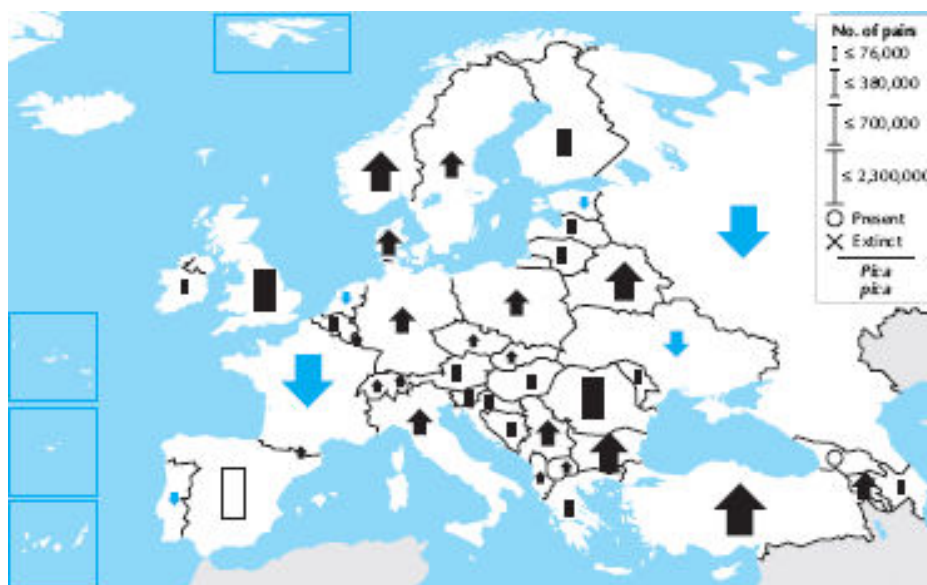 No. of pairs
≤ 76,000
≤ 380,000
≤ 700,000
≤ 2,300,000
Present
Extinct
Pica
pica